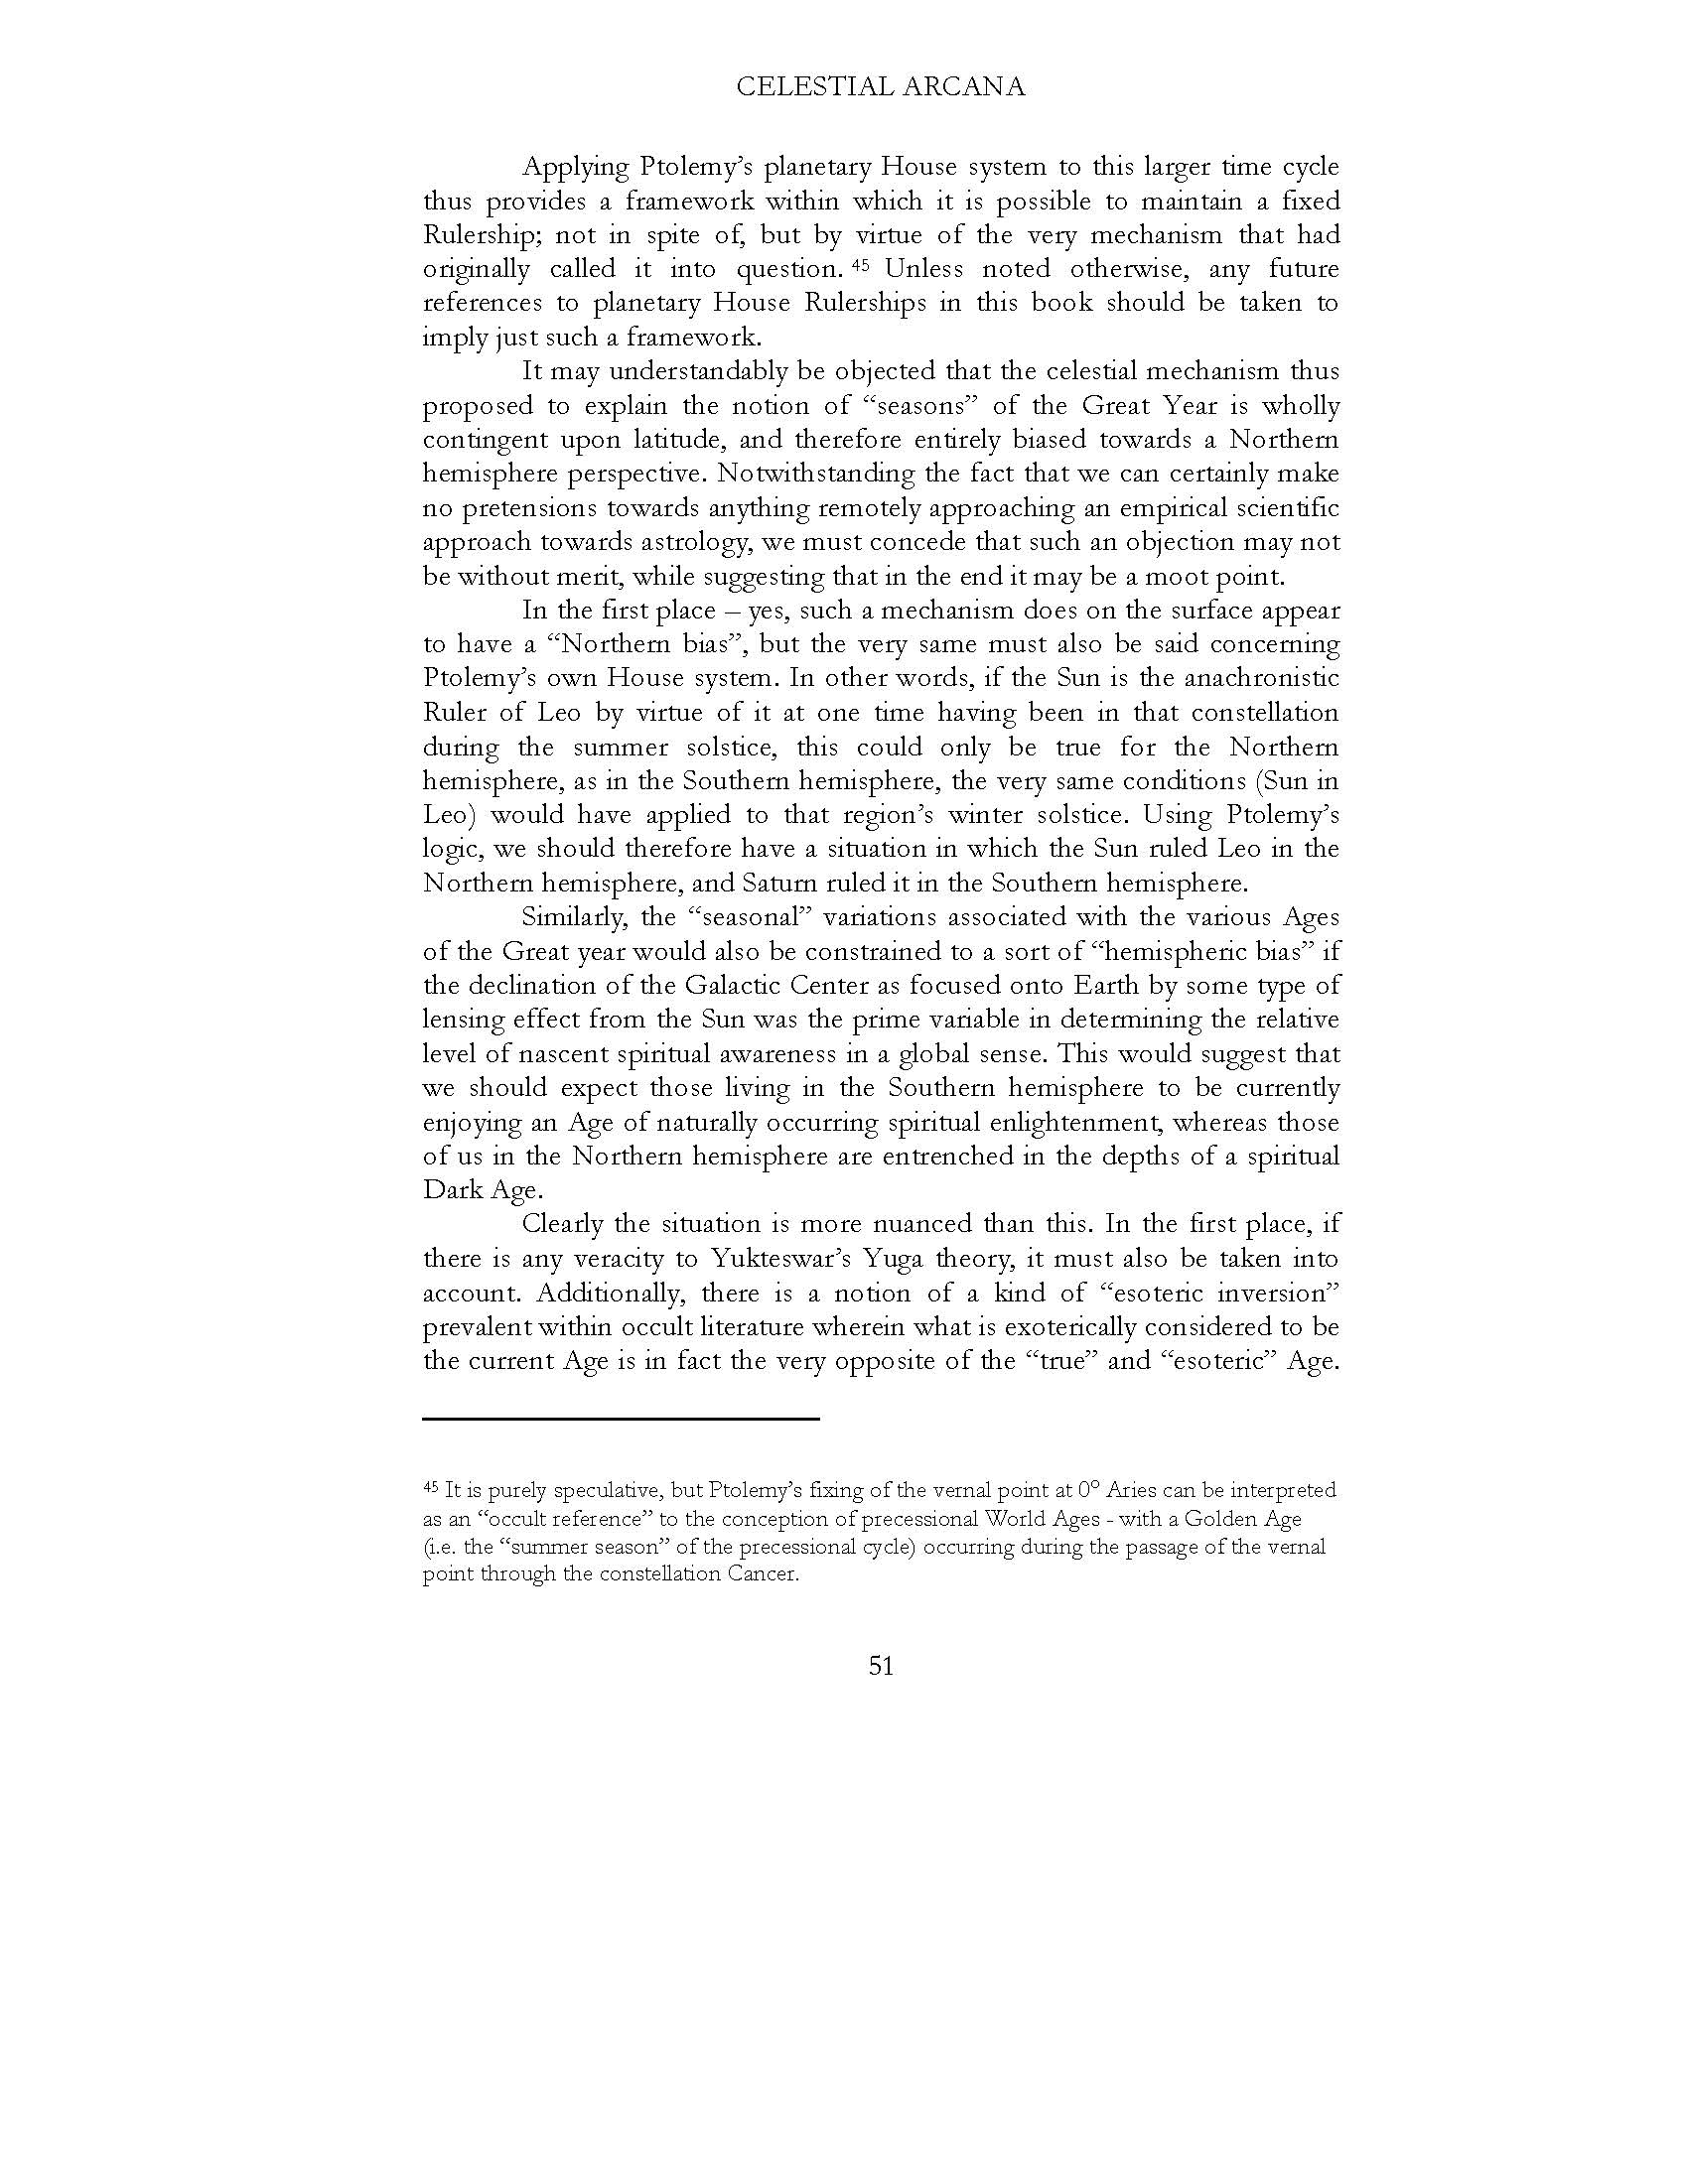 CELESTIAL ARCANA
Applying Ptolemy’s planetary House system to this larger time cycle
thus provides a framework within which it is possible to maintain a fixed
Rulership; not in spite of, but by virtue of the very mechanism that had
originally called it into question. 45 Unless noted otherwise, any future
references to planetary House Rulerships in this book should be taken to
imply just such a framework.
It may understandably be objected that the celestial mechanism thus
proposed to explain the notion of “seasons” of the Great Year is wholly
contingent upon latitude, and therefore entirely biased towards a Northern
hemisphere perspective. Notwithstanding the fact that we can certainly make
no pretensions towards anything remotely approaching an empirical scientific
approach towards astrology, we must concede that such an objection may not
be without merit, while suggesting that in the end it may be a moot point.
In the first place – yes, such a mechanism does on the surface appear
to have a “Northern bias”, but the very same must also be said concerning
Ptolemy’s own House system. In other words, if the Sun is the anachronistic
Ruler of Leo by virtue of it at one time having been in that constellation
during the summer solstice, this could only be true for the Northern
hemisphere, as in the Southern hemisphere, the very same conditions (Sun in
Leo) would have applied to that region’s winter solstice. Using Ptolemy’s
logic, we should therefore have a situation in which the Sun ruled Leo in the
Northern hemisphere, and Saturn ruled it in the Southern hemisphere.
Similarly, the “seasonal” variations associated with the various Ages
of the Great year would also be constrained to a sort of “hemispheric bias” if
the declination of the Galactic Center as focused onto Earth by some type of
lensing effect from the Sun was the prime variable in determining the relative
level of nascent spiritual awareness in a global sense. This would suggest that
we should expect those living in the Southern hemisphere to be currently
enjoying an Age of naturally occurring spiritual enlightenment, whereas those
of us in the Northern hemisphere are entrenched in the depths of a spiritual
Dark Age.
Clearly the situation is more nuanced than this. In the first place, if
there is any veracity to Yukteswar’s Yuga theory, it must also be taken into
account. Additionally, there is a notion of a kind of “esoteric inversion”
prevalent within occult literature wherein what is exoterically considered to be
the current Age is in fact the very opposite of the “true” and “esoteric” Age.
45 It is purely speculative, but Ptolemy’s fixing of the vernal point at 0° Aries can be interpreted
as an “occult reference” to the conception of precessional World Ages - with a Golden Age
(i.e. the “summer season” of the precessional cycle) occurring during the passage of the vernal
point through the constellation Cancer.
51